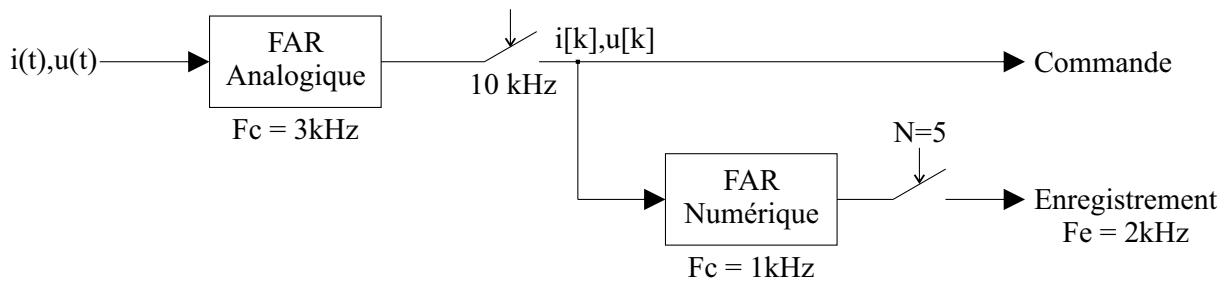 i(t),u(t)
FAR
Analogique
Fc = 3kHz
10 kHz
i[k],u[k]
Commande
FAR
Numérique
Fc = 1kHz
N=5
Enregistrement
Fe = 2kHz